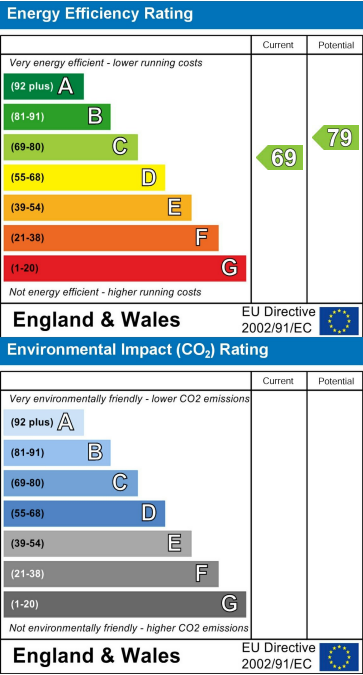 Energy Efficiency Rating
Current Potential
Very energy efficient - lower running costs
(92 plus) A
(81-91) B
(69-80) C
(55-68) D
(39-54) E
(21-38) F
(1-20) G
69
79
Not energy efficient - higher running costs
England & Wales
EU Directive
2002/91/EC
Environmental Impact (CO₂) Rating
Current Potential
Very environmentally friendly - lower CO2 emissions
(92 plus) A
(81-91) B
(69-80) C
(55-68) D
(39-54) E
(21-38) F
(1-20) G
Not environmentally friendly - higher CO2 emissions
England & Wales
EU Directive
2002/91/EC